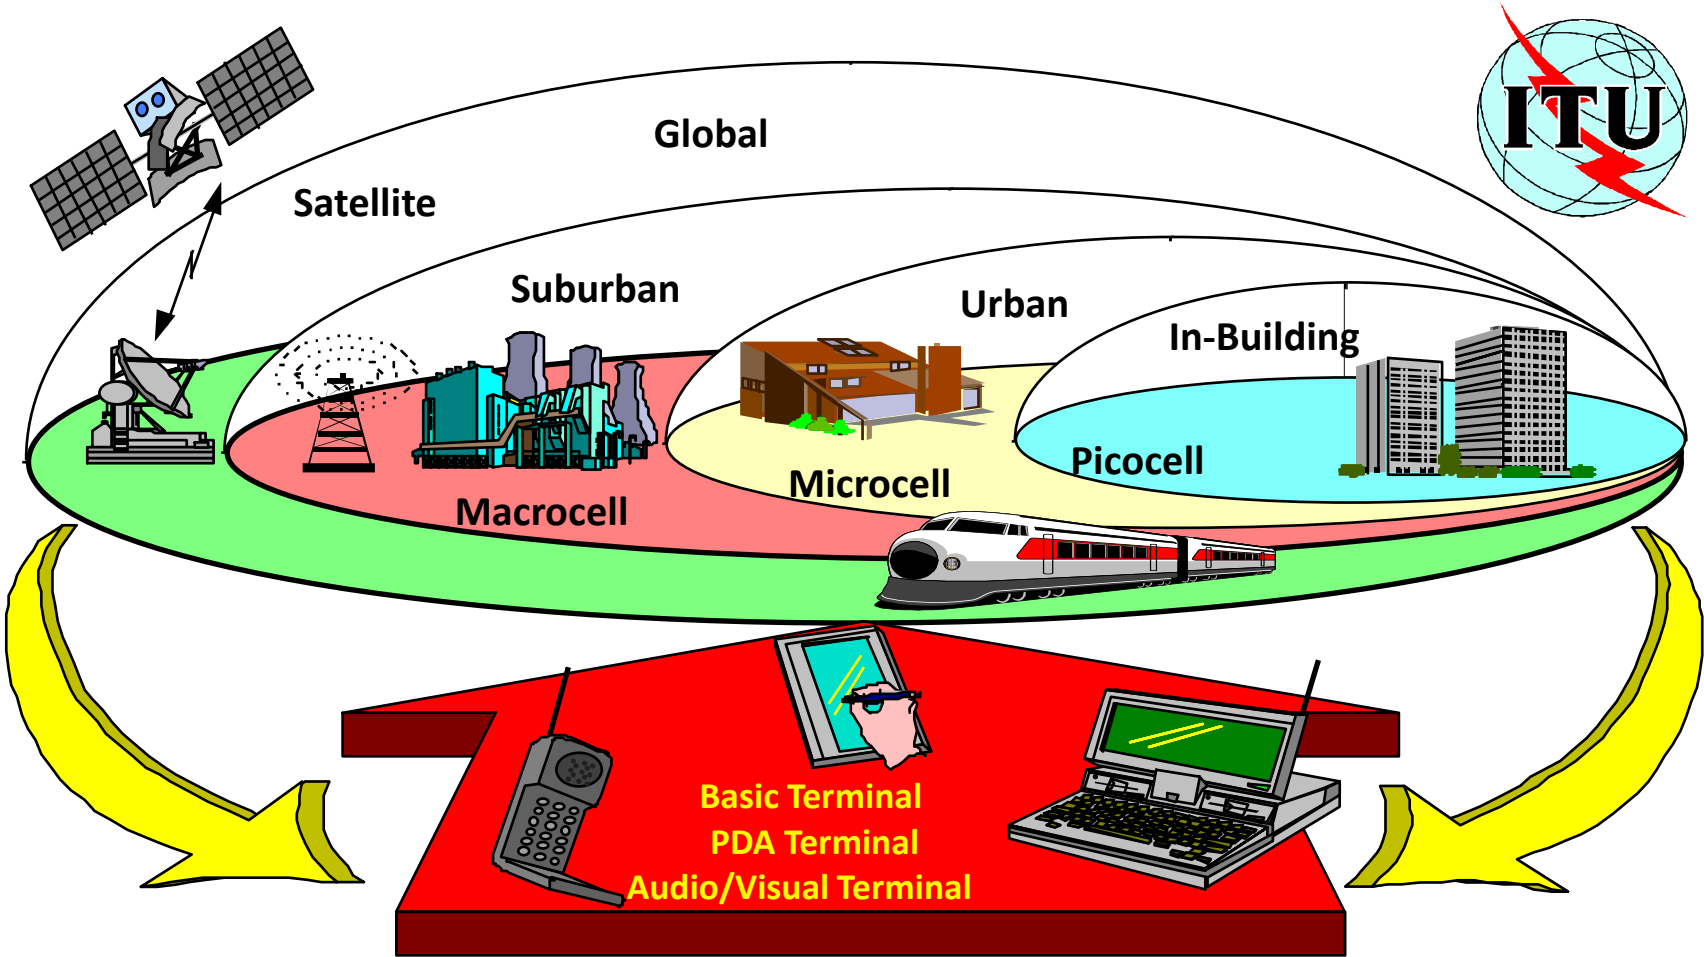 ITU
Global
Satellite
Suburban
Urban
In-Building
Picocell
Microcell
Macrocell
Basic Terminal
PDA Terminal
Audio/Visual Terminal